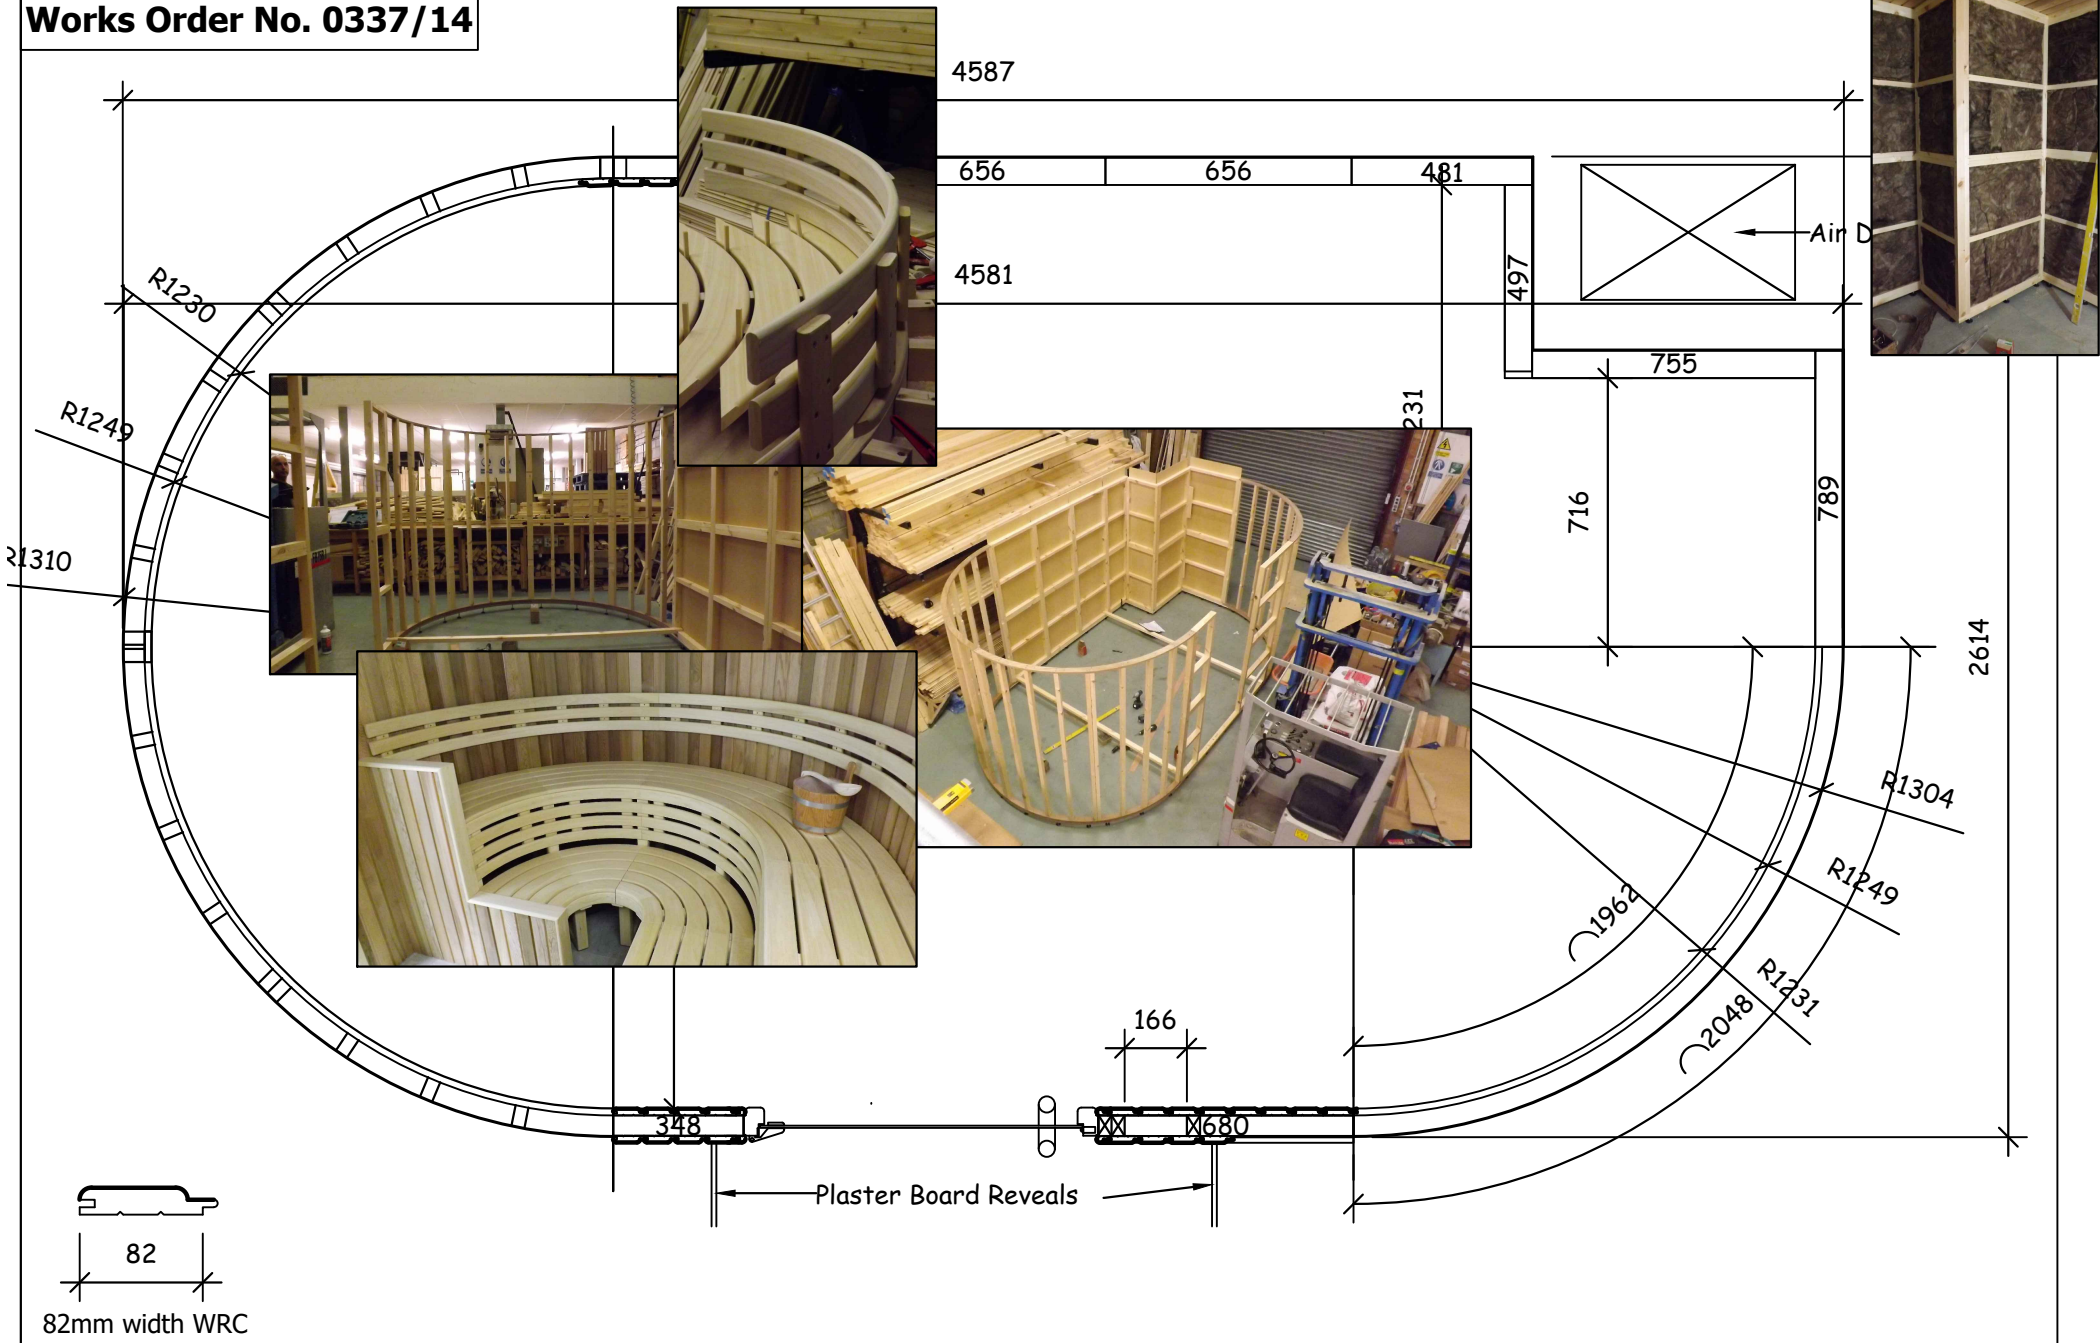 Works Order No. 0337/14
4587
656
656
481
Air D
4581
497
R1230
755
R1249
231
716
789
R1310
2614
R1304
R1249
1962
R1231
2048
166
348
680
Plaster Board Reveals
82
82mm width WRC